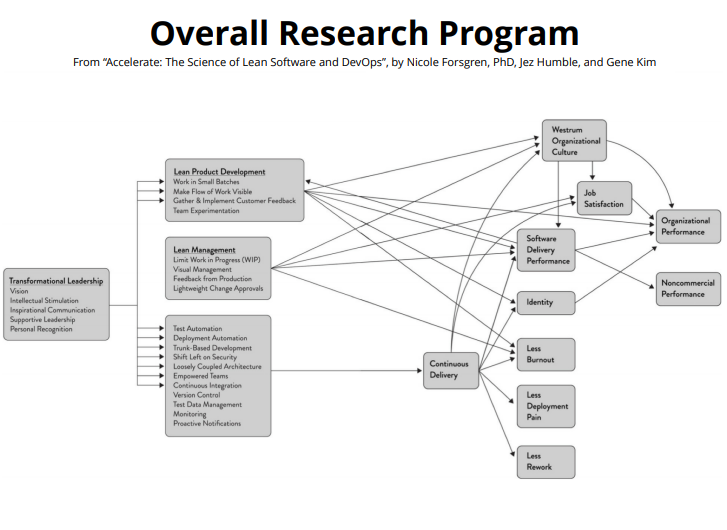 Overall Research Program
From “Accelerate: The Science of Lean Software and DevOps”, by Nicole Forsgren, PhD, Jez Humble, and Gene Kim
Transformational Leadership
Vision
Intellectual Stimulation
Inspirational Communication
Supportive Leadership
Personal Recognition
Lean Product Development
Work in Small Batches
Make Flow of Work Visible
Gather & Implement Customer Feedback
Team Experimentation
Lean Management
Limit Work in Progress (WIP)
Visual Management
Feedback from Production
Lightweight Change Approvals
Test Automation
Deployment Automation
Trunk-Based Development
Shift Left on Security
Loosely Coupled Architecture
Empowered Teams
Continuous Integration
Version Control
Test Data Management
Monitoring
Proactive Notifications
Continuous
Delivery
Westrum
Organizational
Culture
Job
Satisfaction
Software
Delivery
Performance
Identity
Less
Burnout
Less
Deployment
Pain
Less
Rework
Organizational
Performance
Noncommercial
Performance